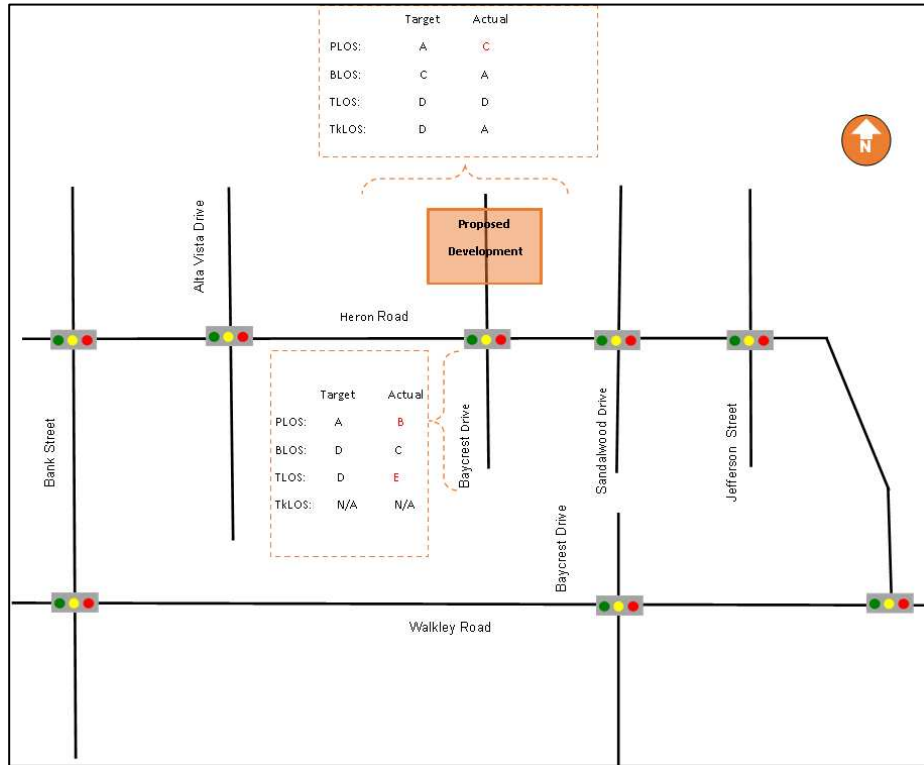 Target Actual
PLOS: A C
BLOS: C A
TLOS: D D
TkLOS: D A
N
Alta Vista Drive
Proposed
Development
Heron Road
Target Actual
PLOS: A B
BLOS: D C
TLOS: D E
TkLOS: N/A N/A
Bank Street
Baycrest Drive
Sandalwood Drive
Jefferson Street
Baycrest Drive
Walkley Road